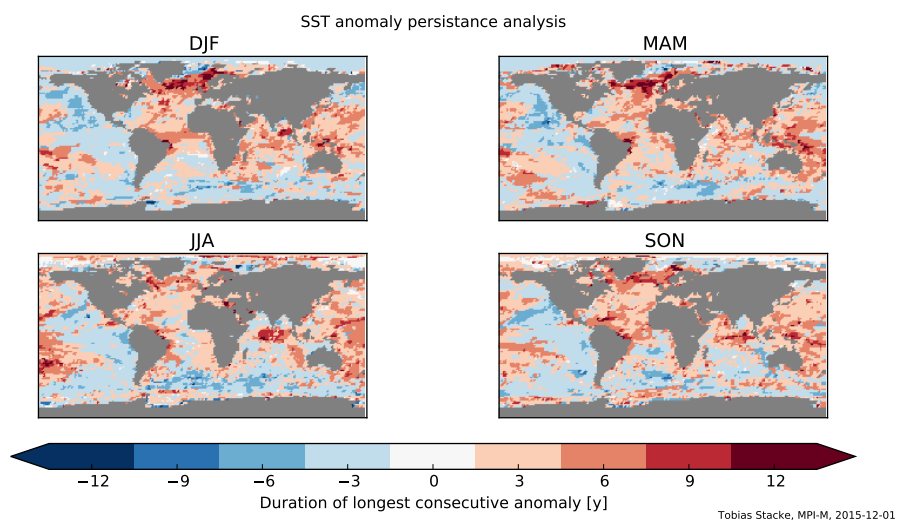 SST anomaly persistance analysis
DJF
MAM
JJA
SON
−12 −9 −6 −3 0 3 6 9 12
Duration of longest consecutive anomaly [y]
Tobias Stacke, MPI-M, 2015-12-01